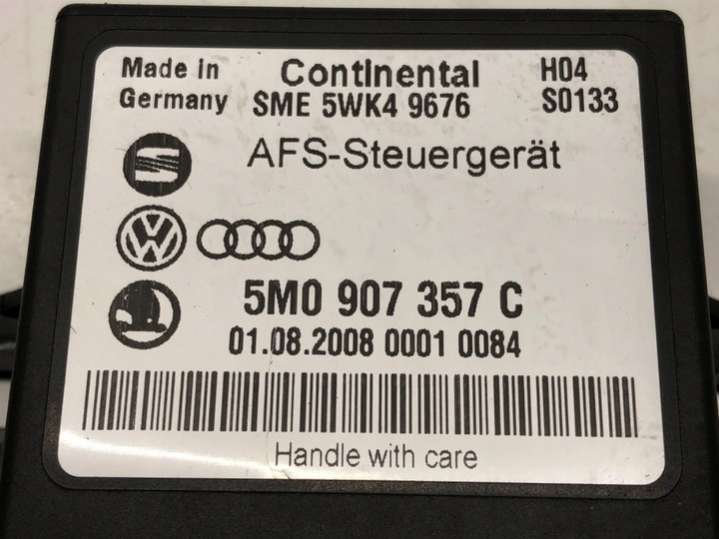 Made in Continental H04
Germany SME 5WK4 9676 S0133
AFS-Steuergerät
5M0 907 357 C
01.08.2008 0001 0084
Handle with care